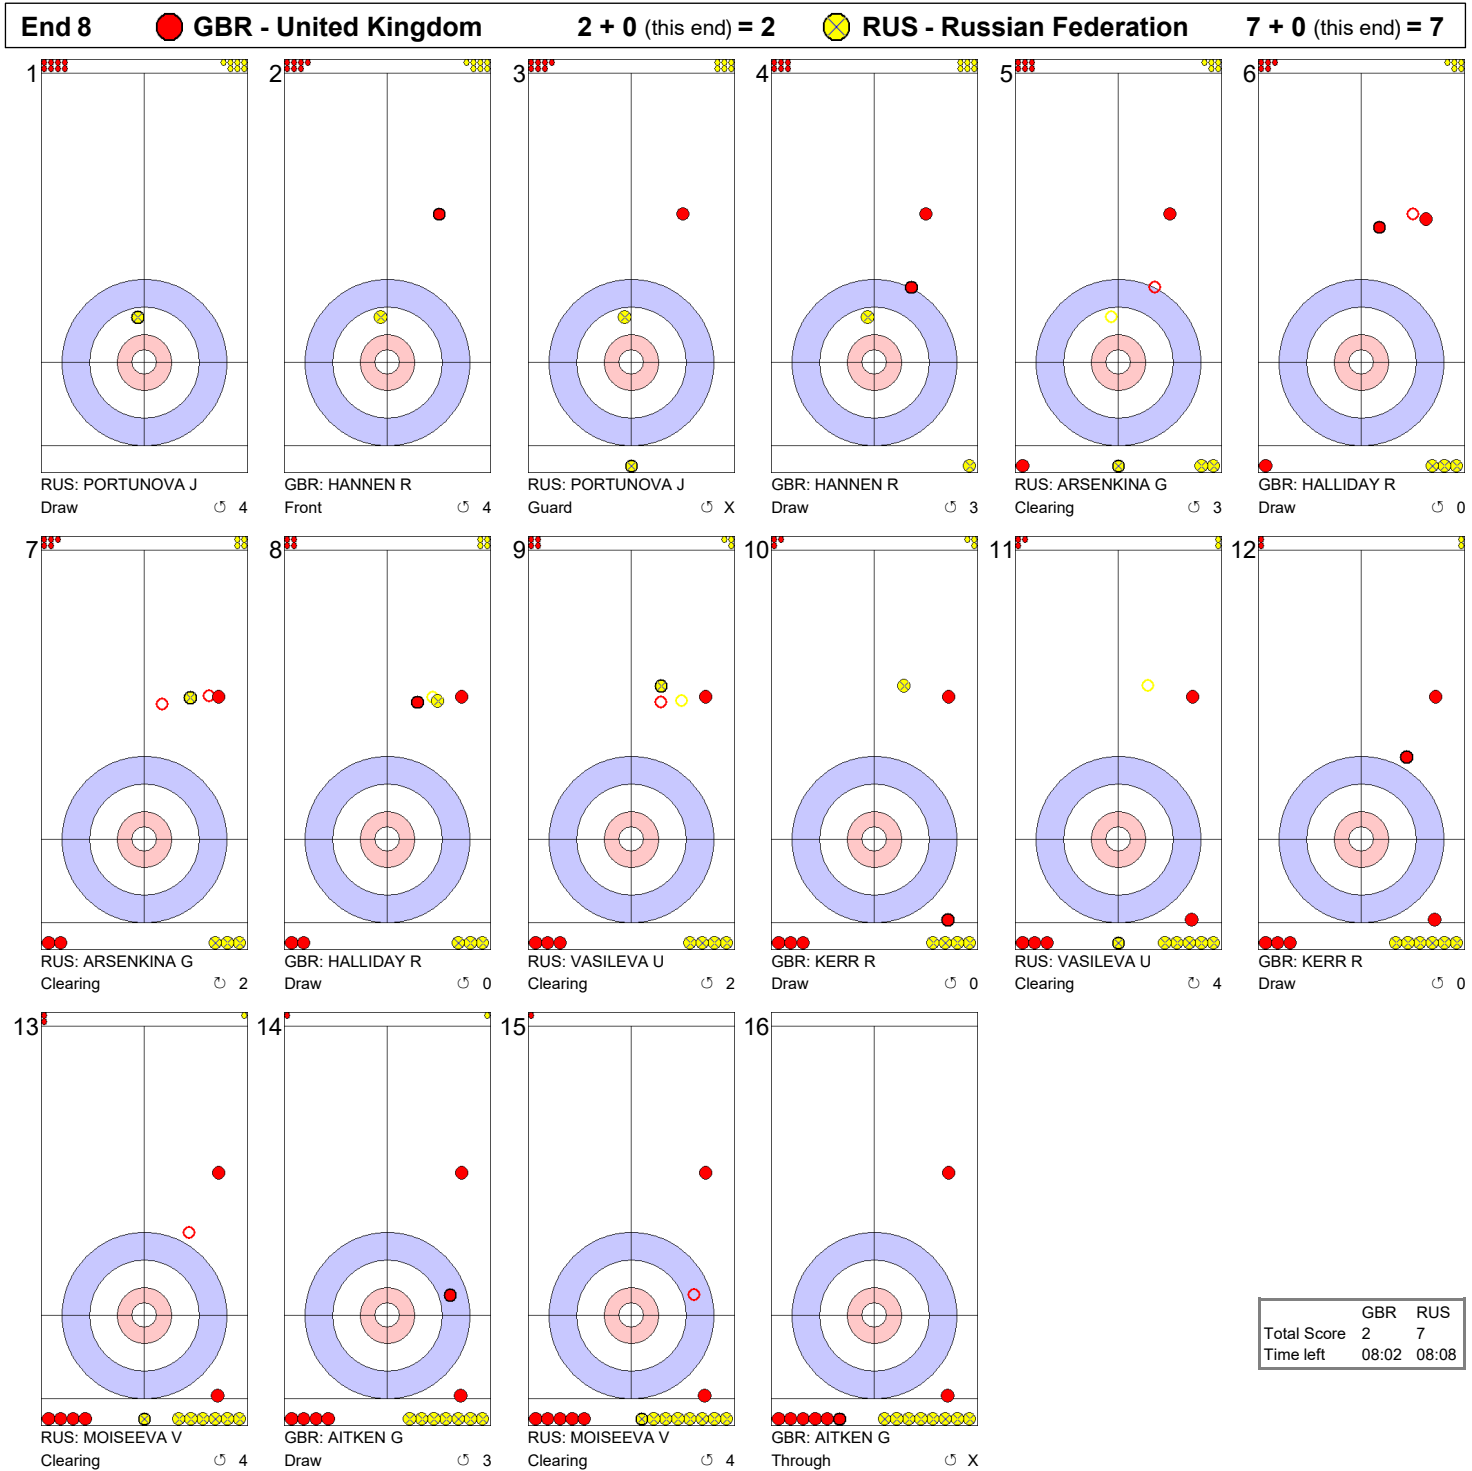 End 8 GBR - United Kingdom 2 + 0 (this end) = 2 RUS - Russian Federation 7 + 0 (this end) = 7
1 2 3 4 5 6
RUS: PORTUNOVA J GBR: HANNEN R RUS: PORTUNOVA J GBR: HANNEN R RUS: ARSENKINA G GBR: HALLIDAY R
Draw ↺ 4 Front ↺ 4 Guard ↺ X Draw ↺ 3 Clearing ↺ 3 Draw ↺ 0
7 8 9 10 11 12
RUS: ARSENKINA G GBR: HALLIDAY R RUS: VASILEVA U GBR: KERR R RUS: VASILEVA U GBR: KERR R
Clearing ↻ 2 Draw ↺ 0 Clearing ↺ 2 Draw ↺ 0 Clearing ↻ 4 Draw ↺ 0
13 14 15 16
RUS: MOISEEVA V GBR: AITKEN G RUS: MOISEEVA V GBR: AITKEN G
Clearing ↺ 4 Draw ↺ 3 Clearing ↺ 4 Through ↺ X
GBR RUS
Total Score 2 7
Time left 08:02 08:08